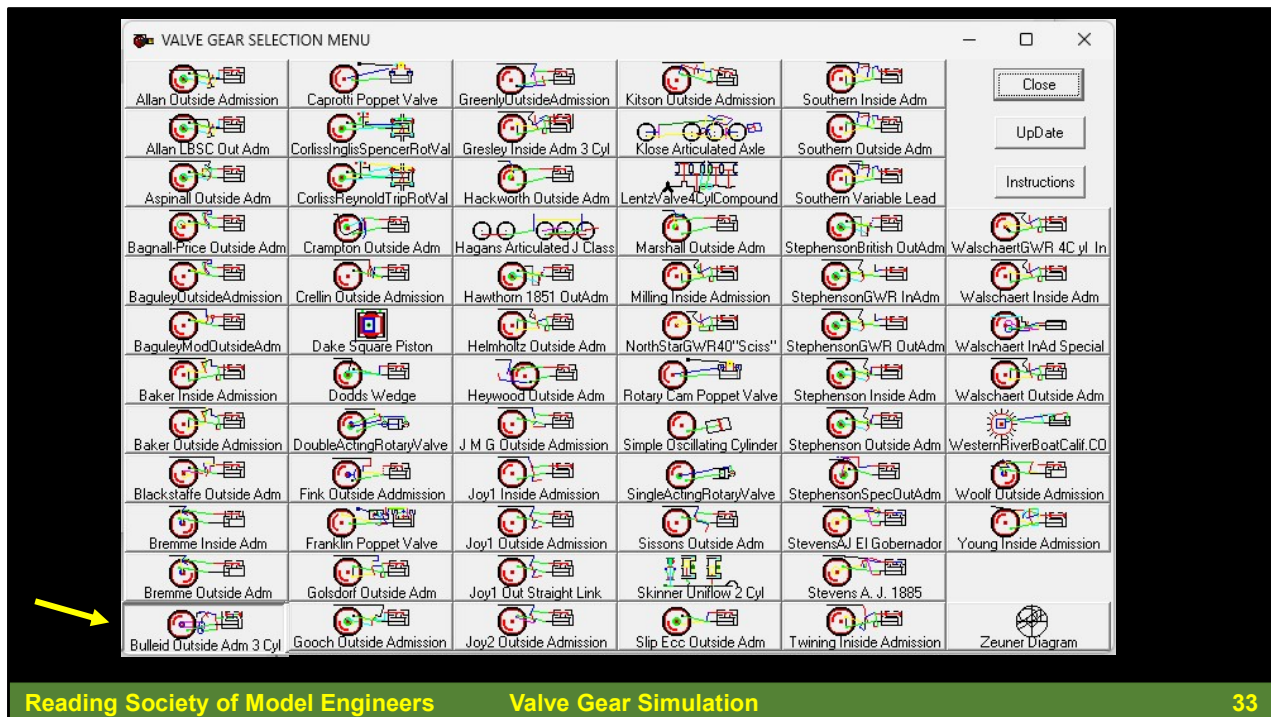 VALVE GEAR SELECTION MENU
Allan Outside Admission
Caprotti Poppet Valve
GreenlyOutsideAdmission
Kitson Outside Admission
Southern Inside Adm
Close
Allan LBSC Out Adm
CorlissInglisSpencerRotVal
Gresley Inside Adm 3 Cyl
Klose Articulated Axle
Southern Outside Adm
UpDate
Aspinall Outside Adm
CorlissReynoldTripRotVal
Hackworth Outside Adm
LentzValve4CylCompound
Southern Variable Lead
Instructions
Bagnall-Price Outside Adm
Crampton Outside Adm
Hagans Articulated J Class
Marshall Outside Adm
StephensonBritish OutAdm
WalschaertGWR 4C yl In
BaguleyOutsideAdmission
Crellin Outside Admission
Hawthorn 1851 OutAdm
Milling Inside Admission
StephensonGWR InAdm
Walschaert Inside Adm
BaguleyModOutsideAdm
Dake Square Piston
Helmholtz Outside Adm
NorthStarGWR40"Sciss"
StephensonGWR OutAdm
Walschaert InAd Special
Baker Inside Admission
Dodds Wedge
Heywood Outside Adm
Rotary Cam Poppet Valve
Stephenson Inside Adm
Walschaert Outside Adm
Baker Outside Admission
DoubleActingRotaryValve
J M G Outside Admission
Simple Oscillating Cylinder
Stephenson Outside Adm
WesternRiverBoatCalif.CO
Blackstaffe Outside Adm
Fink Outside Addmission
Joy1 Inside Admission
SingleActingRotaryValve
StephensonSpecOutAdm
Woolf Outside Admission
Bremme Inside Adm
Franklin Poppet Valve
Joy1 Outside Admission
Sissons Outside Adm
StevensAJ El Gobernador
Young Inside Admission
Bremme Outside Adm
Golsdorf Outside Adm
Joy1 Out Straight Link
Skinner Uniflow 2 Cyl
Stevens A. J. 1885
Bulleid Outside Adm 3 Cyl
Gooch Outside Admission
Joy2 Outside Admission
Slip Ecc Outside Adm
Twining Iniside Admission
Zeuner Diagram
Reading Society of Model Engineers Valve Gear Simulation 33